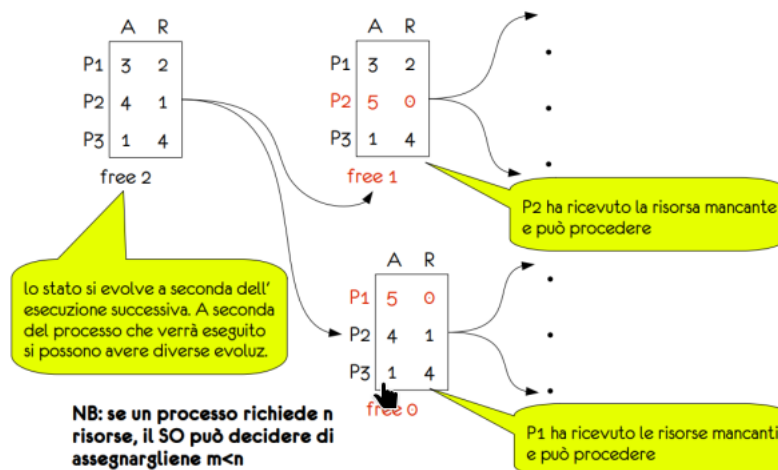 A R
P1 3 2
P2 4 1
P3 1 4
free 2
A R
P1 3 2
P2 5 0
P3 1 4
free 1
P2 ha ricevuto la risorsa mancante
e può procedere
lo stato si evolve a seconda dell'
esecuzione successiva. A seconda
del processo che verrà eseguito
si possono avere diverse evoluz.
A R
P1 5 0
P2 4 1
P3 1 4
free 0
P1 ha ricevuto le risorse mancanti
e può procedere
NB: se un processo richiede n
risorse, il SO può decidere di
assegnargliene m<n